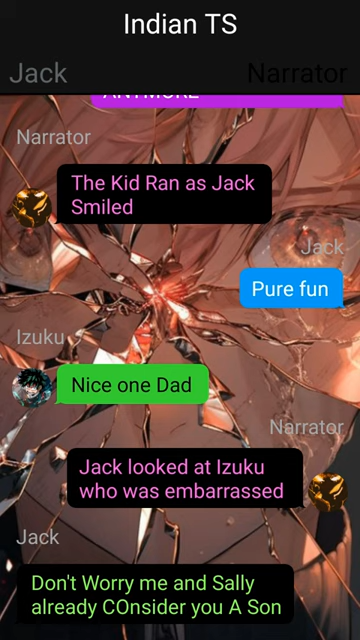 Indian TS
Jack
Narrator
ANYMORE
Narrator
The Kid Ran as Jack
Smiled
Jack
Pure fun
Izuku
Nice one Dad
Narrator
Jack looked at Izuku
who was embarrassed
Jack
Don't Worry me and Sally
already COnsider you A Son